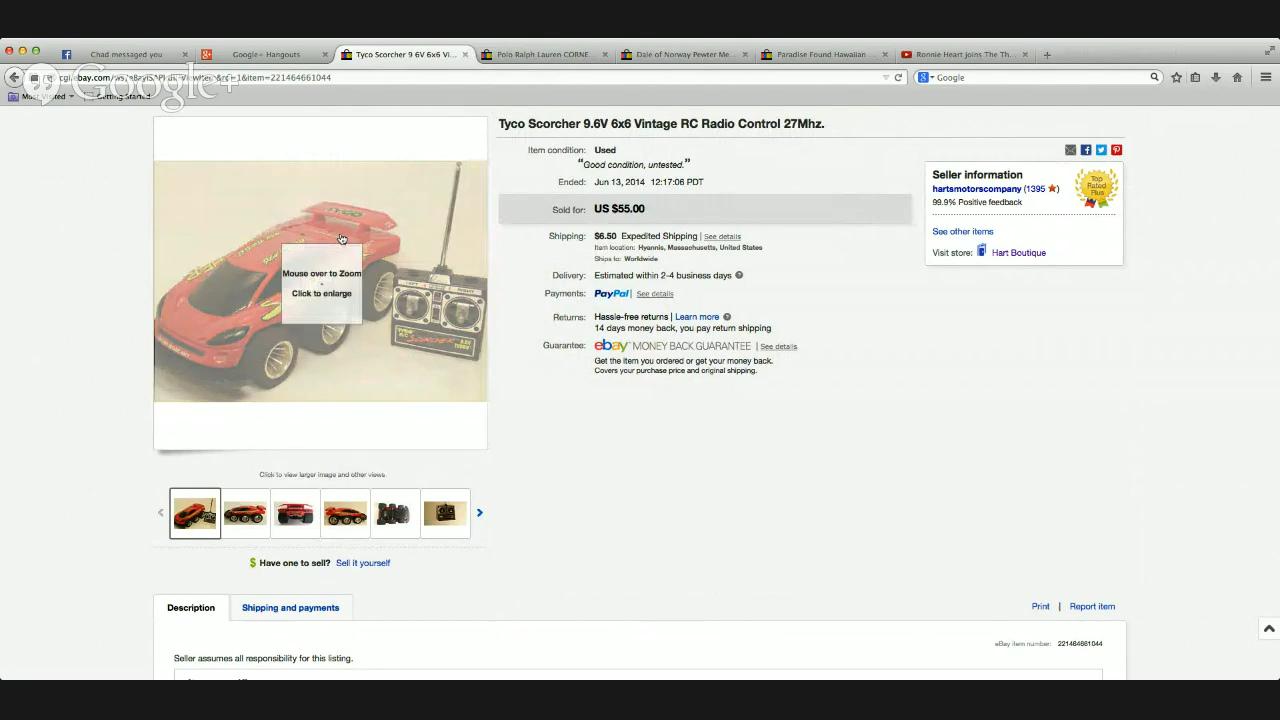 Chad messaged you
Google+ Hangouts
Tyco Scorcher 9.6V 6x6 Vi...
Polo Ralph Lauren CORNE...
Dale of Norway Pewter Me...
Paradise Found Hawaiian ...
Ronnie Heart joins The Th...
item=221464661044
Google
Google+
Most Visited
Getting Started
Tyco Scorcher 9.6V 6x6 Vintage RC Radio Control 27Mhz.
Item condition: Used
"Good condition, untested."
Ended: Jun 13, 2014 12:17:06 PDT
Sold for: US $55.00
Shipping: $6.50 Expedited Shipping | See details
Item location: Hyannis, Massachusetts, United States
Ships to: Worldwide
Delivery: Estimated within 2-4 business days
Payments: PayPal | See details
Returns: Hassle-free returns | Learn more
14 days money back, you pay return shipping
Guarantee: ebay MONEY BACK GUARANTEE | See details
Get the item you ordered or get your money back.
Covers your purchase price and original shipping.
Seller information
hartsmotorscompany (1395 )
99.9% Positive feedback
Top Rated Plus
See other items
Visit store: Hart Boutique
TYCO
Mouse over to Zoom
-
Click to enlarge
Click to view larger image and other views.
$ Have one to sell? Sell it yourself
Description
Shipping and payments
Print | Report item
eBay item number: 221464661044
Seller assumes all responsibility for this listing.